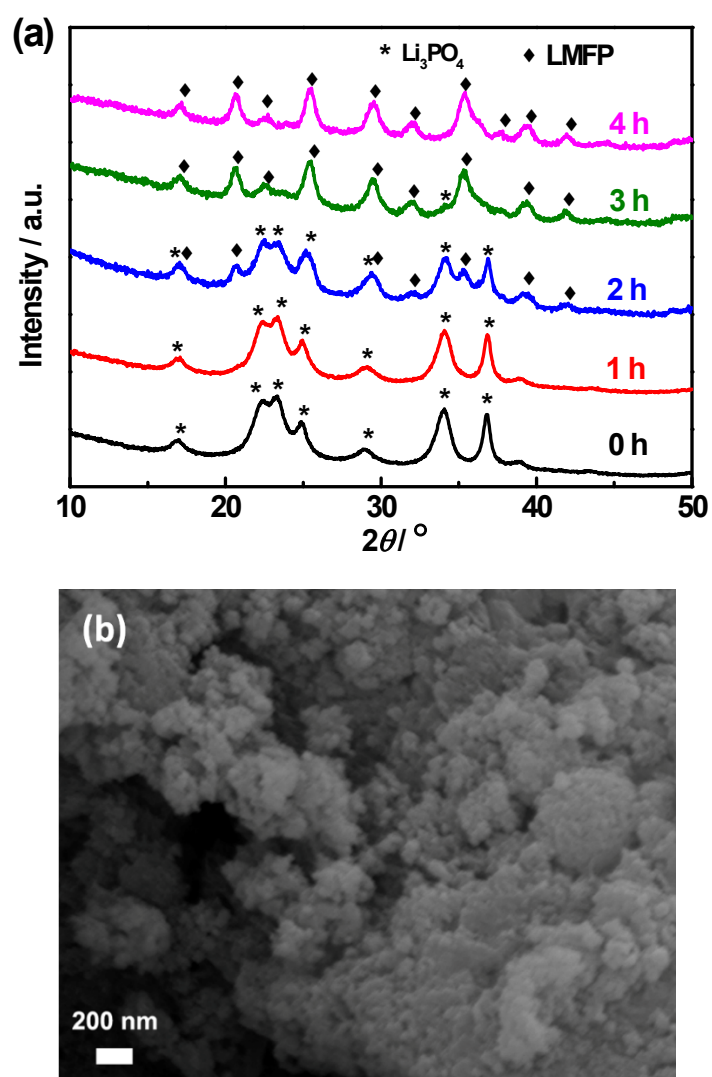 (a)
* Li₃PO₄ ♦ LMFP
4 h
3 h
2 h
1 h
0 h
Intensity / a.u.
10 20 30 40 50
2θ/ °
(b)
200 nm